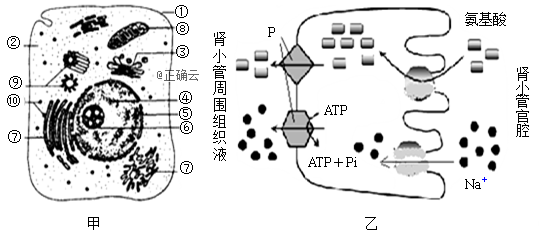 ①
②
⑧
③
@正确云
⑨
④
⑩
⑤
⑥
⑦
⑦
甲
肾小管周围组织液
P
氨基酸
ATP
ATP+Pi
Na+
肾小管官腔
乙